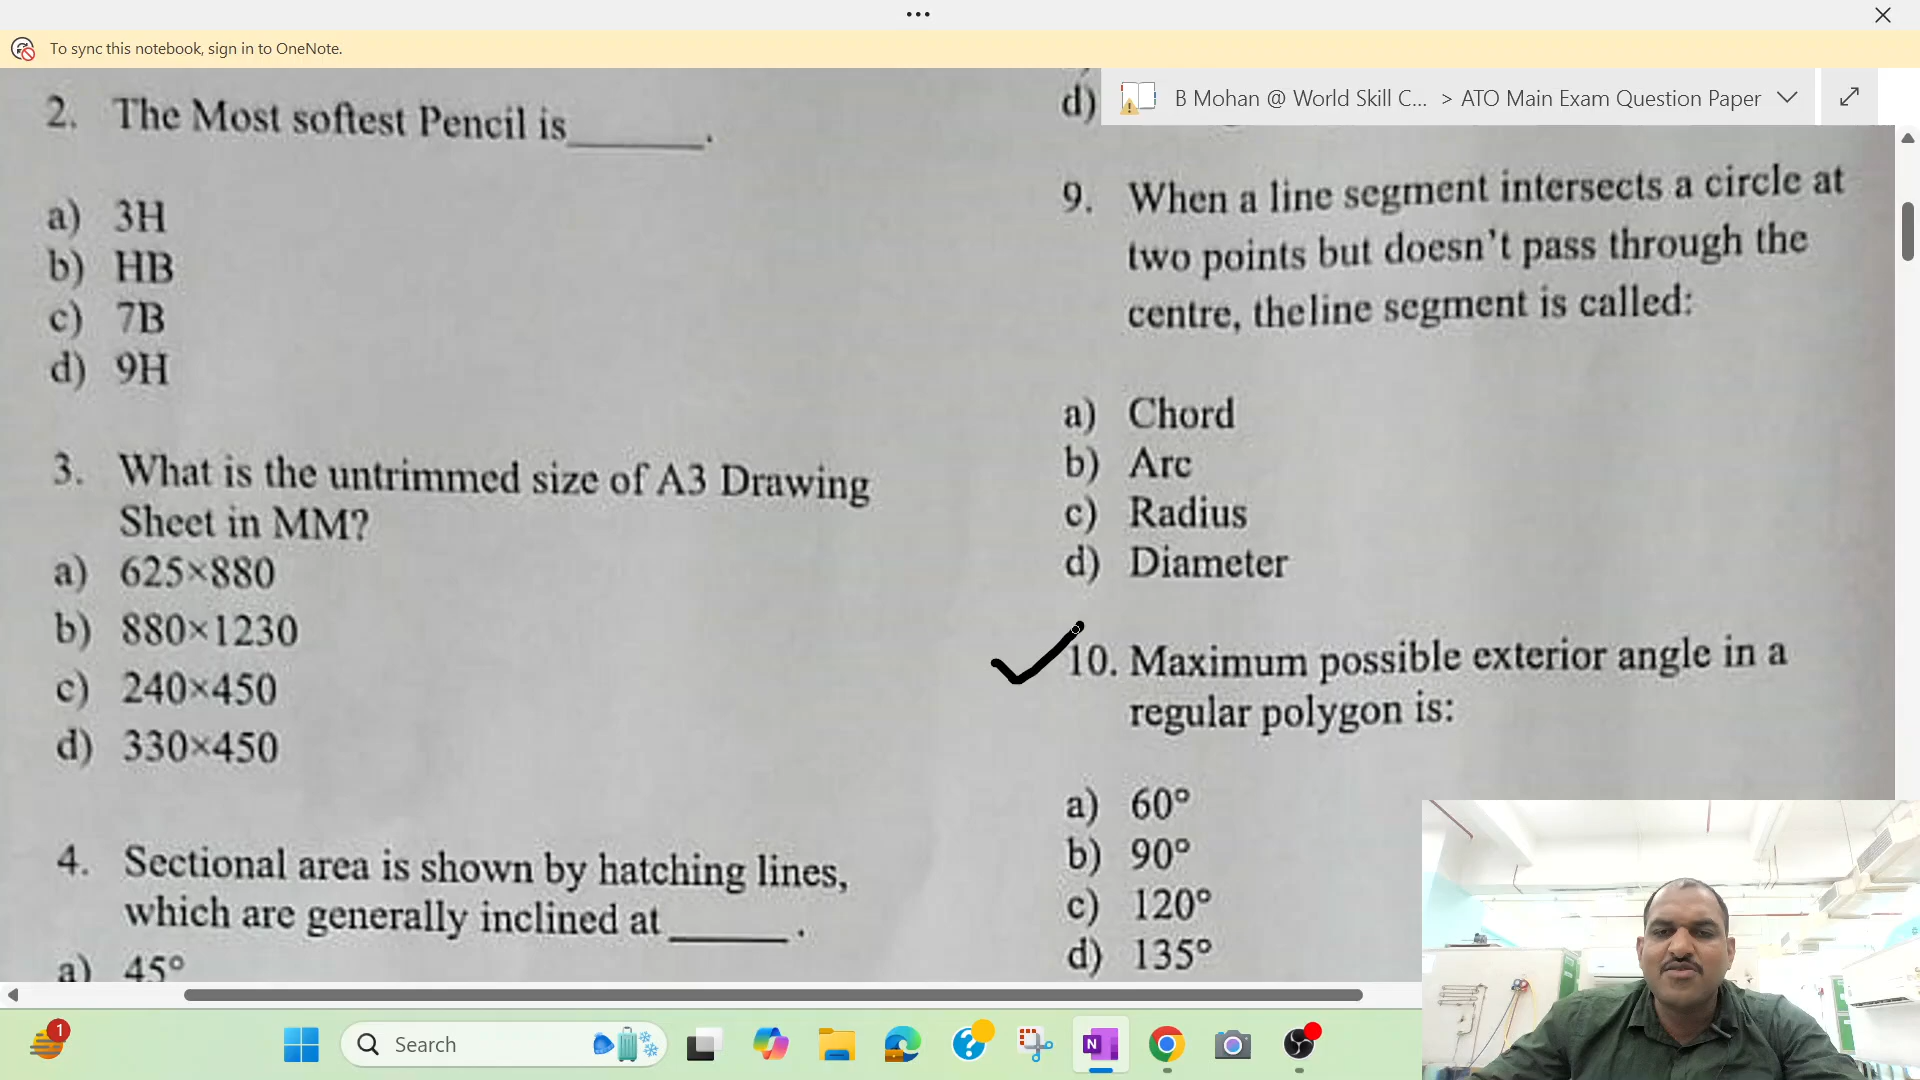 To sync this notebook, sign in to OneNote.
B Mohan @ World Skill C... > ATO Main Exam Question Paper
2. The Most softest Pencil is______.
a) 3H
b) HB
c) 7B
d) 9H
3. What is the untrimmed size of A3 Drawing
Sheet in MM?
a) 625×880
b) 880×1230
c) 240×450
d) 330×450
4. Sectional area is shown by hatching lines,
which are generally inclined at ______.
a) 45°
d)
9. When a line segment intersects a circle at
two points but doesn't pass through the
centre, theline segment is called:
a) Chord
b) Arc
c) Radius
d) Diameter
10. Maximum possible exterior angle in a
regular polygon is:
a) 60°
b) 90°
c) 120°
d) 135°
1
Search
N